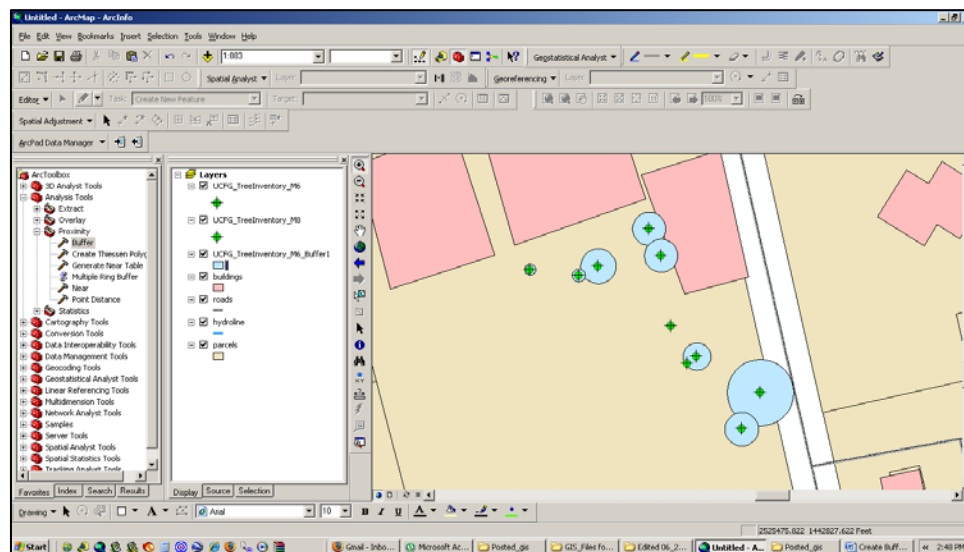 Untitled - ArcMap - ArcInfo
File Edit View Bookmarks Insert Selection Tools Window Help
1:883
Geostatistical Analyst
Spatial Analyst Layer:
Georeferencing Layer:
Editor Task: Create New Feature Target:
100%
Spatial Adjustment
ArcPad Data Manager
ArcToolbox
3D Analyst Tools
Analysis Tools
Extract
Overlay
Proximity
Buffer
Create Thiessen Polyg
Generate Near Table
Multiple Ring Buffer
Near
Point Distance
Statistics
Cartography Tools
Conversion Tools
Data Interoperability Tools
Data Management Tools
Geocoding Tools
Geostatistical Analyst Tools
Linear Referencing Tools
Multidimension Tools
Network Analyst Tools
Samples
Server Tools
Spatial Analyst Tools
Spatial Statistics Tools
Tracking Analyst Tools
Favorites Index Search Results
Layers
UCFG_TreeInventory_M6
UCFG_TreeInventory_M8
UCFG_TreeInventory_M6_Buffer1
buildings
roads
hydroline
parcels
Display Source Selection
Drawing A Arial 10 B I U A
2525475.822 1442827.622 Feet
Start Gmail - Inbo... Microsoft Ac... Posted_gis GIS_Files fo... Edited 06_2... Untitled - A... Posted_gis Create Buff... 2:48 PM